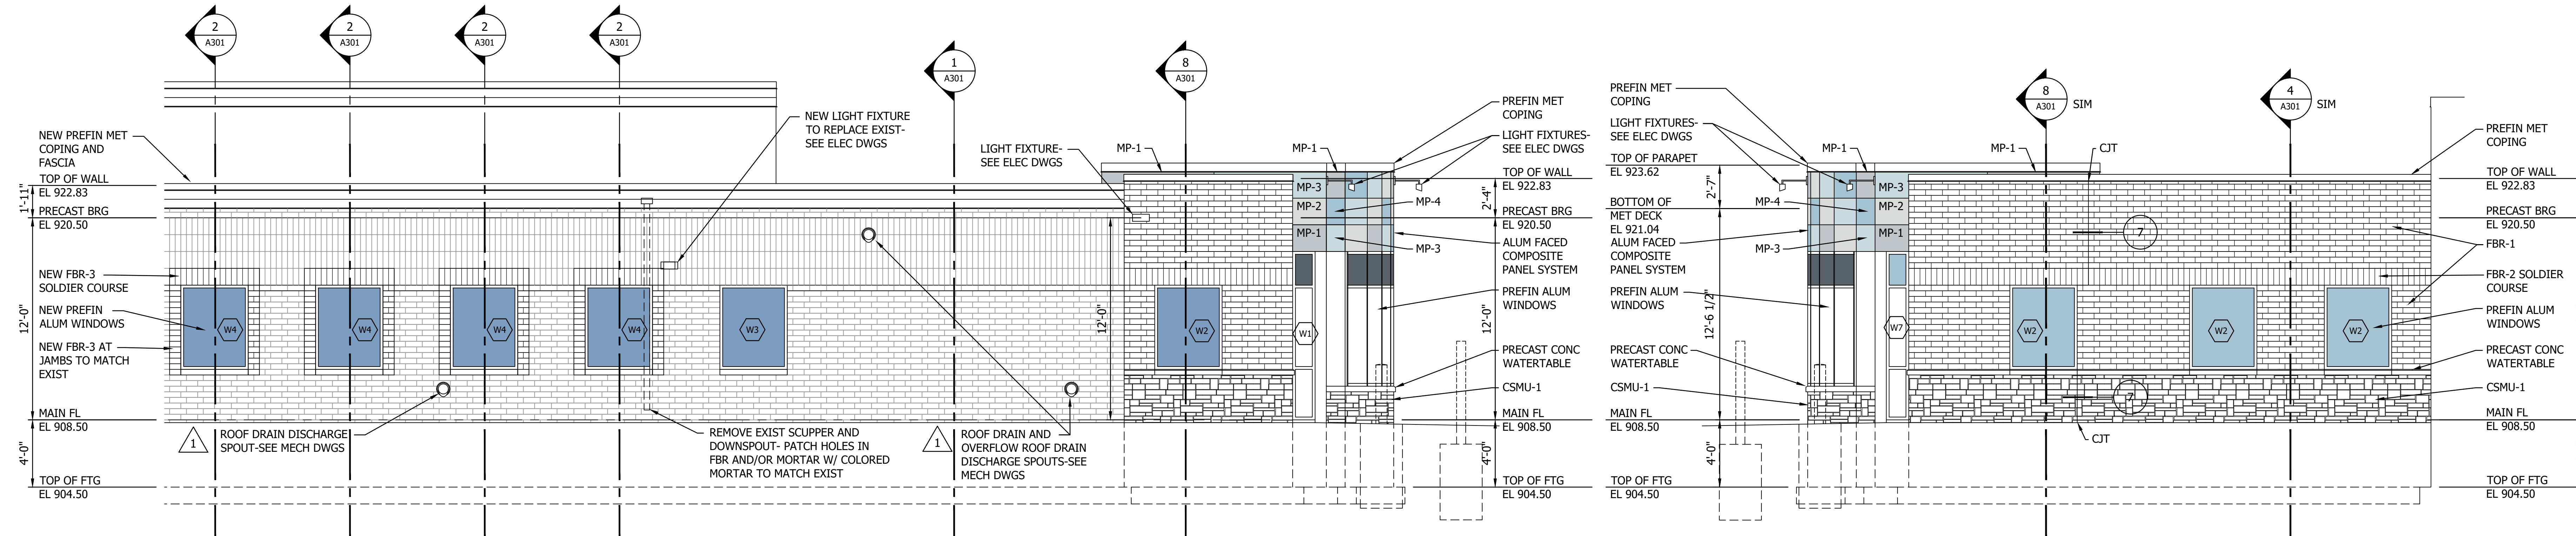 2
A301
2
A301
2
A301
2
A301
1
A301
8
A301
NEW PREFIN MET
COPING AND
FASCIA
TOP OF WALL
EL 922.83
1'-11"
PRECAST BRG
EL 920.50
NEW FBR-3
SOLDIER COURSE
12'-0"
NEW PREFIN
ALUM WINDOWS
NEW FBR-3 AT
JAMBS TO MATCH
EXIST
MAIN FL
EL 908.50
4'-0"
TOP OF FTG
EL 904.50
W4
W4
W4
W4
W3
NEW LIGHT FIXTURE
TO REPLACE EXIST-
SEE ELEC DWGS
LIGHT FIXTURE-
SEE ELEC DWGS
1
ROOF DRAIN DISCHARGE
SPOUT-SEE MECH DWGS
REMOVE EXIST SCUPPER AND
DOWNSPOUT- PATCH HOLES IN
FBR AND/OR MORTAR W/ COLORED
MORTAR TO MATCH EXIST
1
ROOF DRAIN AND
OVERFLOW ROOF DRAIN
DISCHARGE SPOUTS-SEE
MECH DWGS
12'-0"
W2
W1
MP-1
MP-1
MP-3
MP-2
MP-1
MP-4
MP-3
PREFIN MET
COPING
LIGHT FIXTURES-
SEE ELEC DWGS
TOP OF WALL
EL 922.83
2'-4"
PRECAST BRG
EL 920.50
ALUM FACED
COMPOSITE
PANEL SYSTEM
PREFIN ALUM
WINDOWS
12'-0"
PRECAST CONC
WATERTABLE
CSMU-1
MAIN FL
EL 908.50
4'-0"
TOP OF FTG
EL 904.50
PREFIN MET
COPING
LIGHT FIXTURES-
SEE ELEC DWGS
TOP OF PARAPET
EL 923.62
2'-7"
BOTTOM OF
MET DECK
EL 921.04
ALUM FACED
COMPOSITE
PANEL SYSTEM
PREFIN ALUM
WINDOWS
12'-6 1/2"
PRECAST CONC
WATERTABLE
CSMU-1
MAIN FL
EL 908.50
4'-0"
TOP OF FTG
EL 904.50
MP-1
MP-1
MP-4
MP-3
MP-3
MP-2
MP-1
W7
8
A301
SIM
4
A301
SIM
CJT
7
W2
W2
W2
7
CJT
PREFIN MET
COPING
TOP OF WALL
EL 922.83
PRECAST BRG
EL 920.50
FBR-1
FBR-2 SOLDIER
COURSE
PREFIN ALUM
WINDOWS
PRECAST CONC
WATERTABLE
CSMU-1
MAIN FL
EL 908.50
TOP OF FTG
EL 904.50